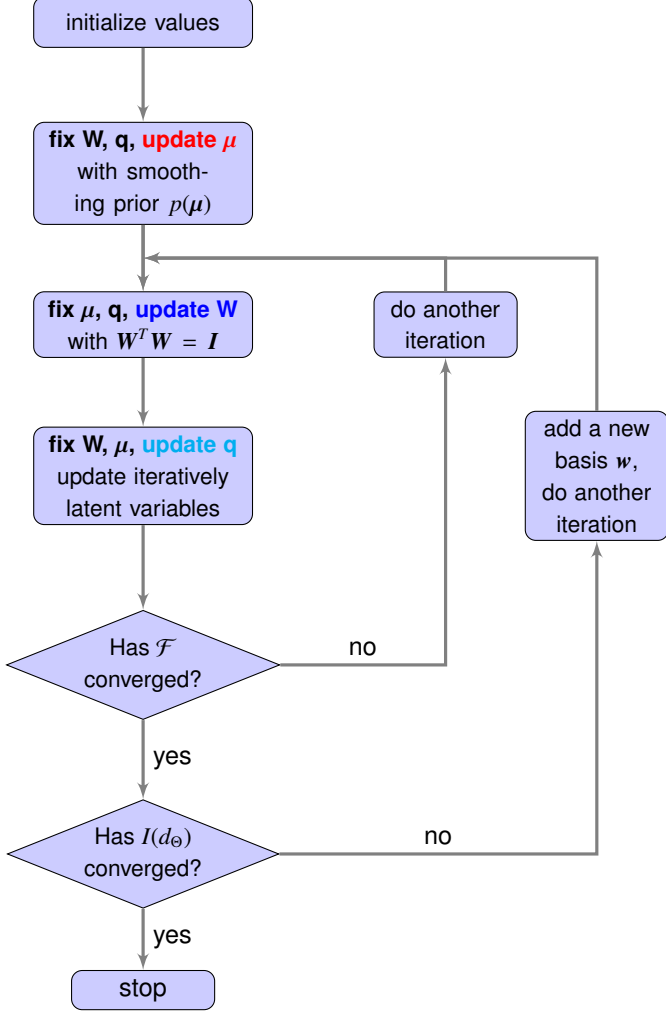 initialize values
fix W, q, update μ
with smooth-
ing prior p(μ)
fix μ, q, update W
with W^T W = I
do another
iteration
fix W, μ, update q
update iteratively
latent variables
add a new
basis w,
do another
iteration
Has ℱ
converged?
no
yes
Has I(d_Θ)
converged?
no
yes
stop